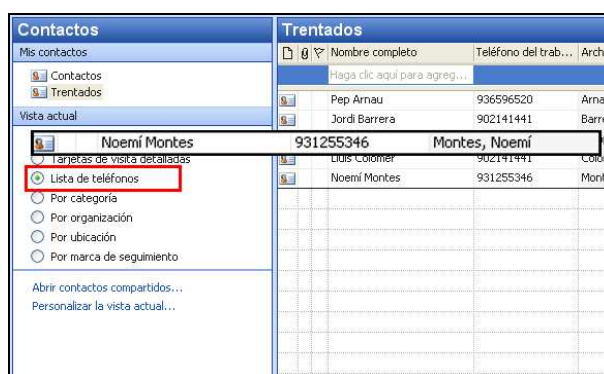 Contactos
Mis contactos
Contactos
Trentados
Vista actual
Tarjetas de visita detalladas
Lista de teléfonos
Por categoría
Por organización
Por ubicación
Por marca de seguimiento
Abrir contactos compartidos...
Personalizar la vista actual...
Trentados
Nombre completo Teléfono del trab... Arch
Haga clic aquí para agreg...
Pep Arnau 936596520 Arna
Jordi Barrera 902141441 Barre
Noemí Montes 931255346 Montes, Noemí
Lluís Colomer 902141441 Colo
Noemí Montes 931255346 Mont